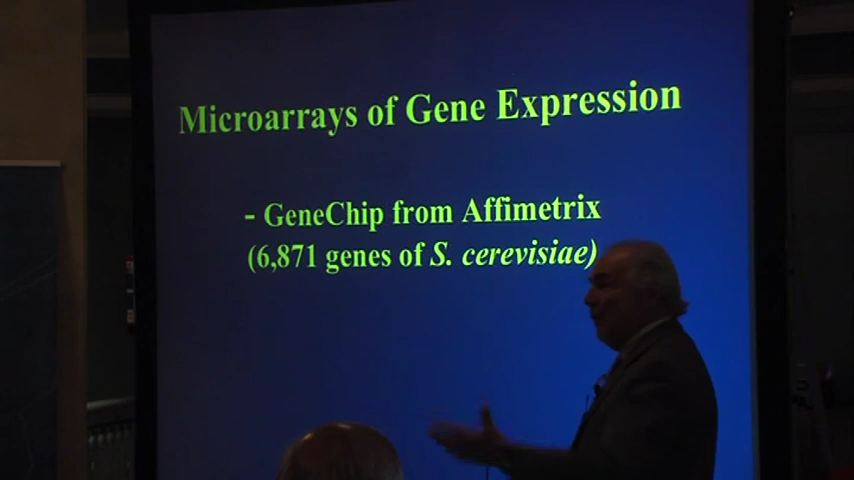 Microarrays of Gene Expression
- GeneChip from Affimetrix
(6,871 genes of S. cerevisiae)